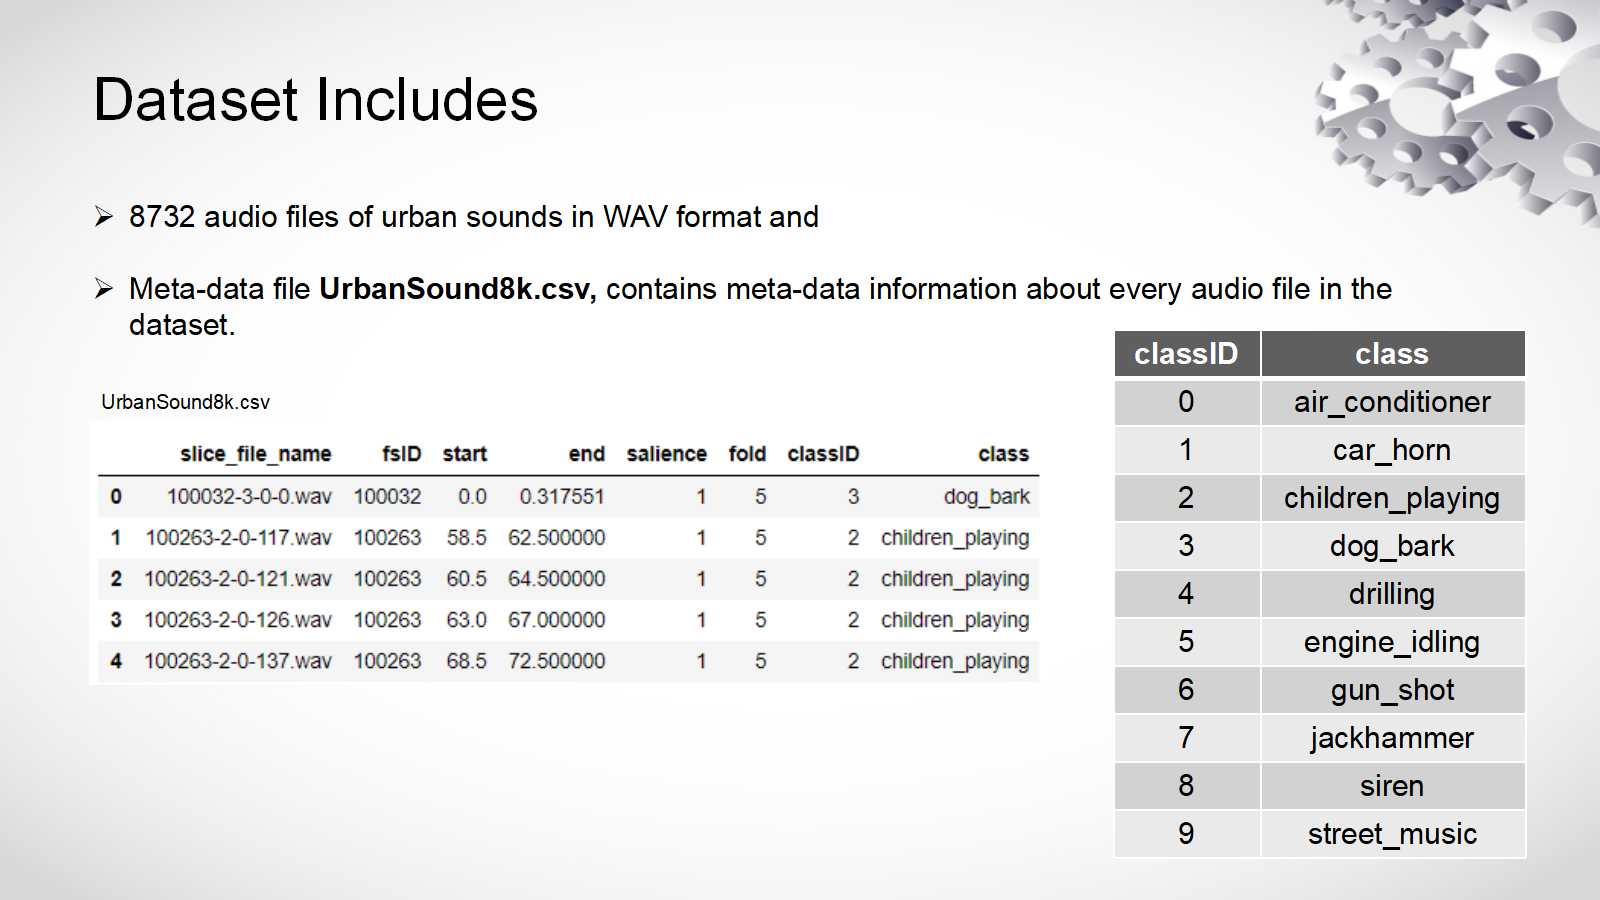 Dataset Includes
8732 audio files of urban sounds in WAV format and
Meta-data file UrbanSound8k.csv, contains meta-data information about every audio file in the
dataset.
UrbanSound8k.csv
slice_file_name fsID start end salience fold classID class
0 100032-3-0-0.wav 100032 0.0 0.317551 1 5 3 dog_bark
1 100263-2-0-117.wav 100263 58.5 62.500000 1 5 2 children_playing
2 100263-2-0-121.wav 100263 60.5 64.500000 1 5 2 children_playing
3 100263-2-0-126.wav 100263 63.0 67.000000 1 5 2 children_playing
4 100263-2-0-137.wav 100263 68.5 72.500000 1 5 2 children_playing
classID class
0 air_conditioner
1 car_horn
2 children_playing
3 dog_bark
4 drilling
5 engine_idling
6 gun_shot
7 jackhammer
8 siren
9 street_music